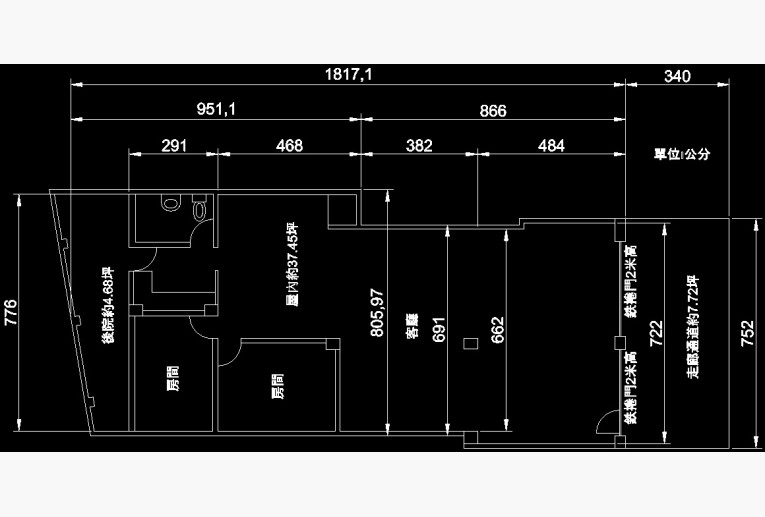 1817,1
340
951,1
866
291
468
382
484
單位:公分
776
後院約4.68坪
屋內約37.45坪
805,97
客廳
691
662
鉄捲門2米高
鉄捲門2米高
722
走廊通道約7.72坪
752
房間
房間